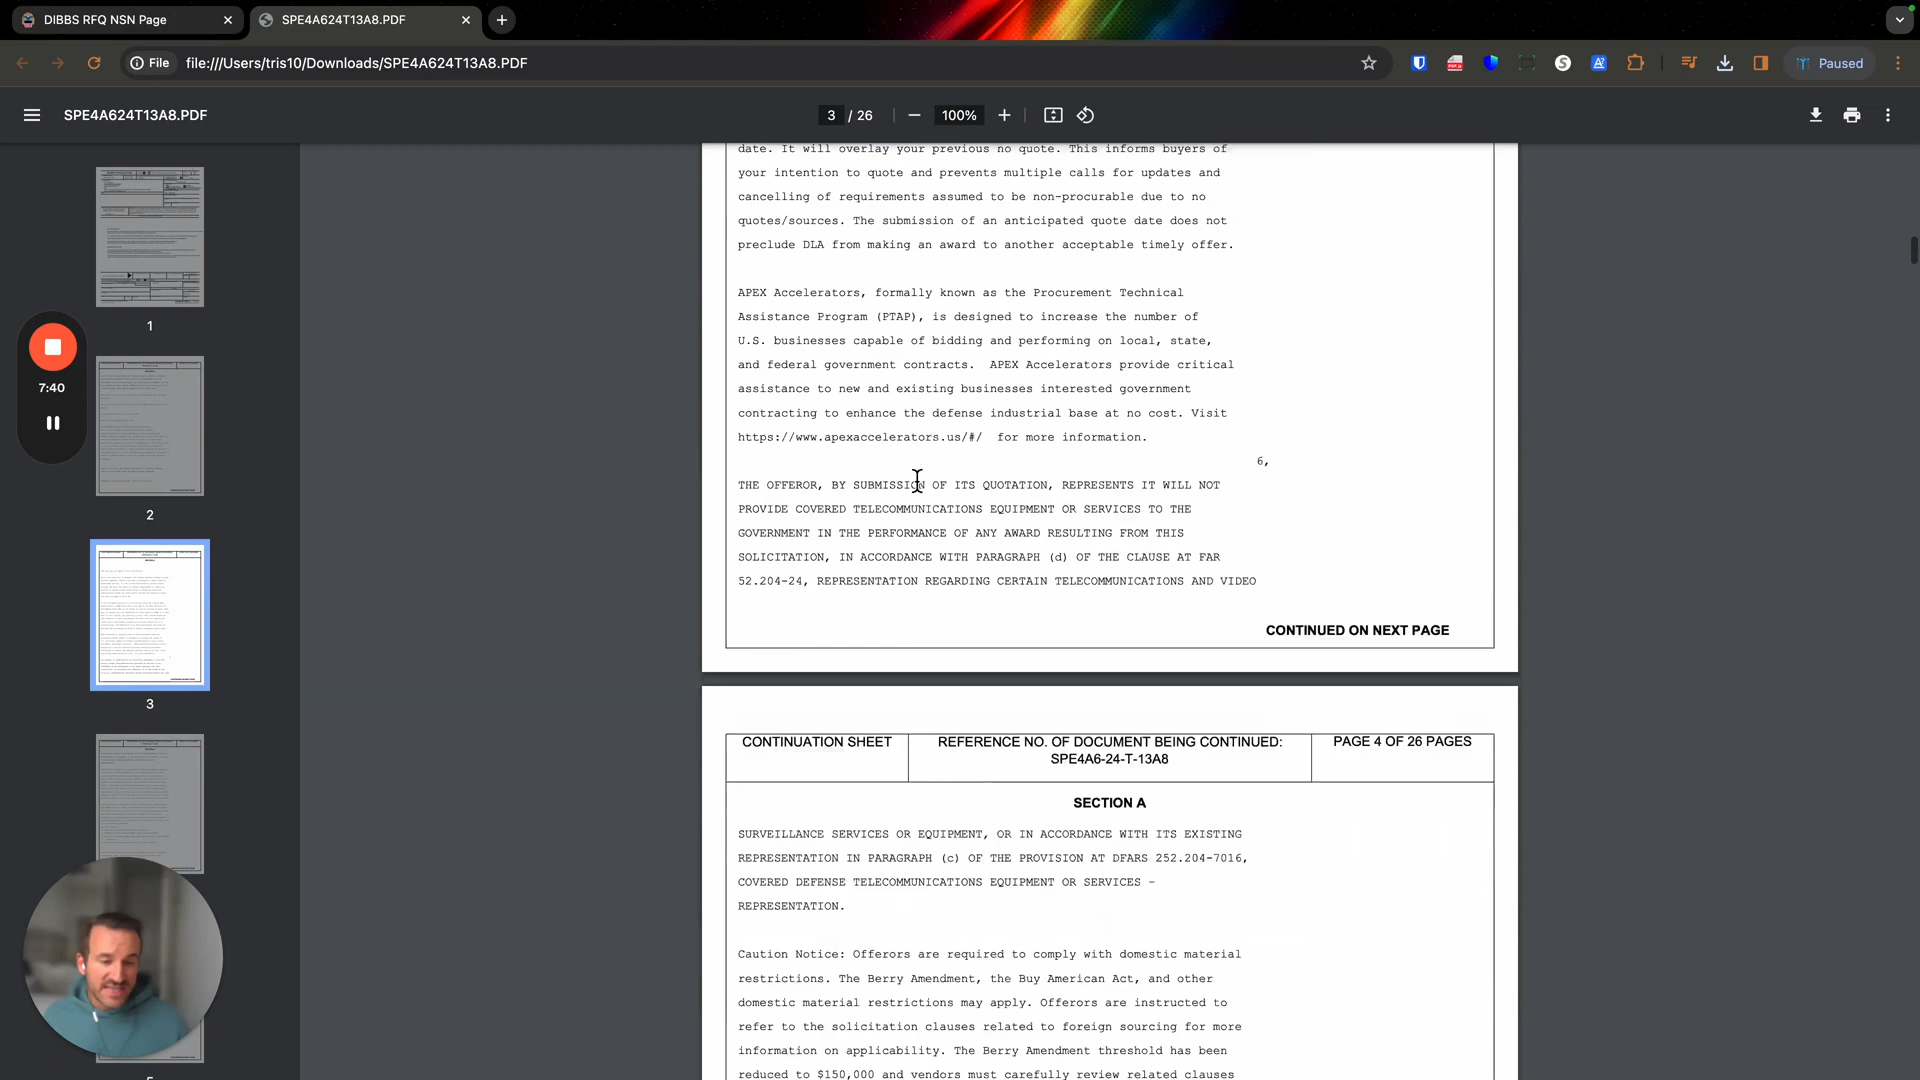 DIBBS RFQ NSN Page
SPE4A624T13A8.PDF
File file:///Users/tris10/Downloads/SPE4A624T13A8.PDF
Paused
SPE4A624T13A8.PDF
3 / 26
100%
1
2
3
7:40
date. It will overlay your previous no quote. This informs buyers of
your intention to quote and prevents multiple calls for updates and
cancelling of requirements assumed to be non-procurable due to no
quotes/sources. The submission of an anticipated quote date does not
preclude DLA from making an award to another acceptable timely offer.
APEX Accelerators, formally known as the Procurement Technical
Assistance Program (PTAP), is designed to increase the number of
U.S. businesses capable of bidding and performing on local, state,
and federal government contracts. APEX Accelerators provide critical
assistance to new and existing businesses interested government
contracting to enhance the defense industrial base at no cost. Visit
https://www.apexaccelerators.us/#/ for more information.
6,
THE OFFEROR, BY SUBMISSION OF ITS QUOTATION, REPRESENTS IT WILL NOT
PROVIDE COVERED TELECOMMUNICATIONS EQUIPMENT OR SERVICES TO THE
GOVERNMENT IN THE PERFORMANCE OF ANY AWARD RESULTING FROM THIS
SOLICITATION, IN ACCORDANCE WITH PARAGRAPH (d) OF THE CLAUSE AT FAR
52.204-24, REPRESENTATION REGARDING CERTAIN TELECOMMUNICATIONS AND VIDEO
CONTINUED ON NEXT PAGE
CONTINUATION SHEET
REFERENCE NO. OF DOCUMENT BEING CONTINUED:
SPE4A6-24-T-13A8
PAGE 4 OF 26 PAGES
SECTION A
SURVEILLANCE SERVICES OR EQUIPMENT, OR IN ACCORDANCE WITH ITS EXISTING
REPRESENTATION IN PARAGRAPH (c) OF THE PROVISION AT DFARS 252.204-7016,
COVERED DEFENSE TELECOMMUNICATIONS EQUIPMENT OR SERVICES -
REPRESENTATION.
Caution Notice: Offerors are required to comply with domestic material
restrictions. The Berry Amendment, the Buy American Act, and other
domestic material restrictions may apply. Offerors are instructed to
refer to the solicitation clauses related to foreign sourcing for more
information on applicability. The Berry Amendment threshold has been
reduced to $150,000 and vendors must carefully review related clauses